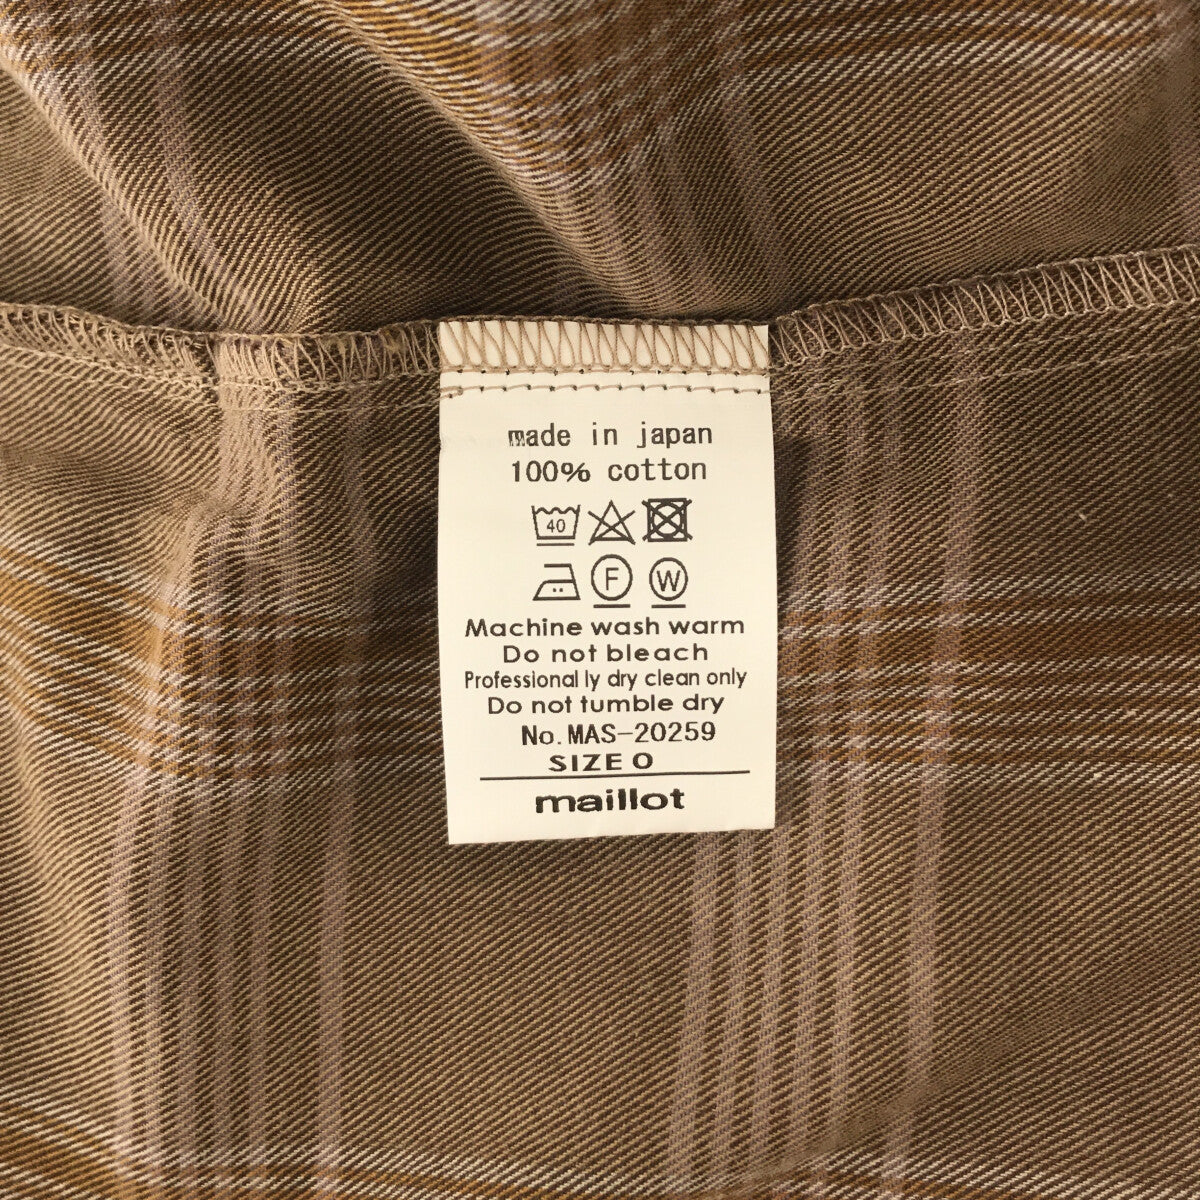 made in japan
100% cotton
40
F W
Machine wash warm
Do not bleach
Professional ly dry clean only
Do not tumble dry
No. MAS-20259
SIZE 0
maillot